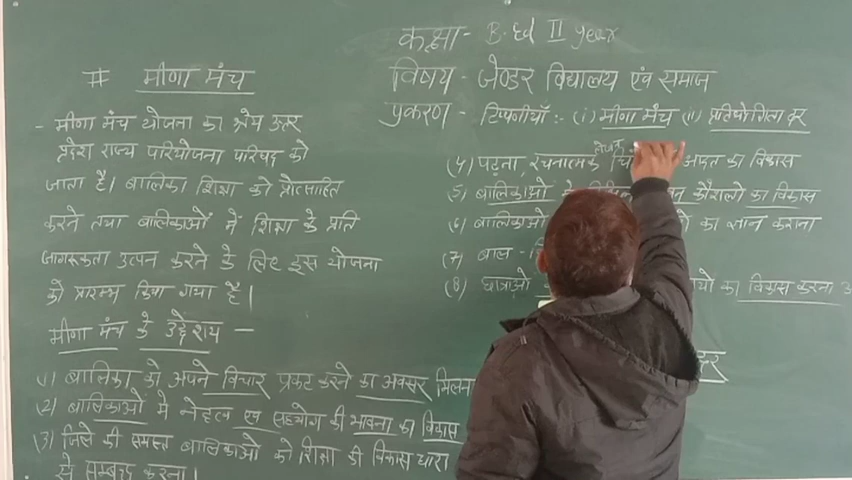 कक्षा - B.Ed II year
विषय - जेण्डर विद्यालय एवं समाज
प्रकरण - टिप्पणीयाँ :- (i) मीना मंच (ii)
# मीना मंच
- मीना मंच योजना का श्रेय उत्तर
प्रदेश राज्य परियोजना परिषद को
जाता है। बालिका शिक्षा को प्रोत्साहित
करने तथा बालिकाओं में शिक्षा के प्रति
जागरूकता उत्पन करने के लिए इस योजना
को प्रारम्भ किया गया है।
मीना मंच के उद्देश्य -
(1) बालिका को अपने विचार प्रकट करने का अवसर मिलना
(2) बालिकाओं में नेतृत्व एवं सहयोग की भावना का विकास
(3) जिले की समस्त बालिकाओं को शिक्षा की विकास धारा
से सम्बद्ध करना।
(4) पढ़ना, रचनात्मक लेखन आदत का विकास
(5) बालिकाओं कौशलो का विकास
(6) बालिकाओं का ज्ञान कराना
(7) बाल -
(8) छात्राओं का विकास करना